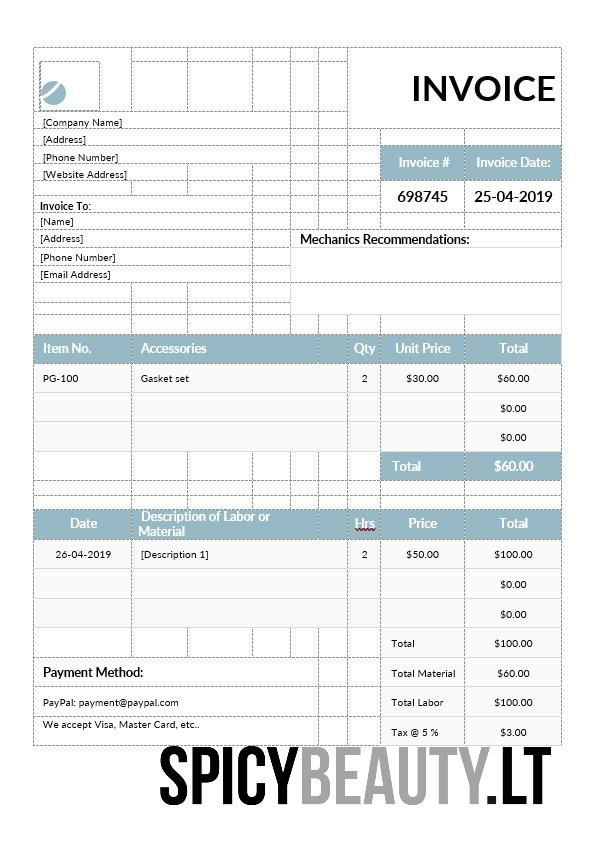 INVOICE
[Company Name]
[Address]
[Phone Number]
[Website Address]
Invoice # Invoice Date:
698745 25-04-2019
Invoice To:
[Name]
[Address]
[Phone Number]
[Email Address]
Mechanics Recommendations:
Item No. Accessories Qty Unit Price Total
PG-100 Gasket set 2 $30.00 $60.00
$0.00
$0.00
Total $60.00
Date Description of Labor or Material Hrs Price Total
26-04-2019 [Description 1] 2 $50.00 $100.00
$0.00
$0.00
Total $100.00
Payment Method: Total Material $60.00
PayPal: payment@paypal.com Total Labor $100.00
We accept Visa, Master Card, etc.. Tax @ 5 % $3.00
SPICYBEAUTY.LT